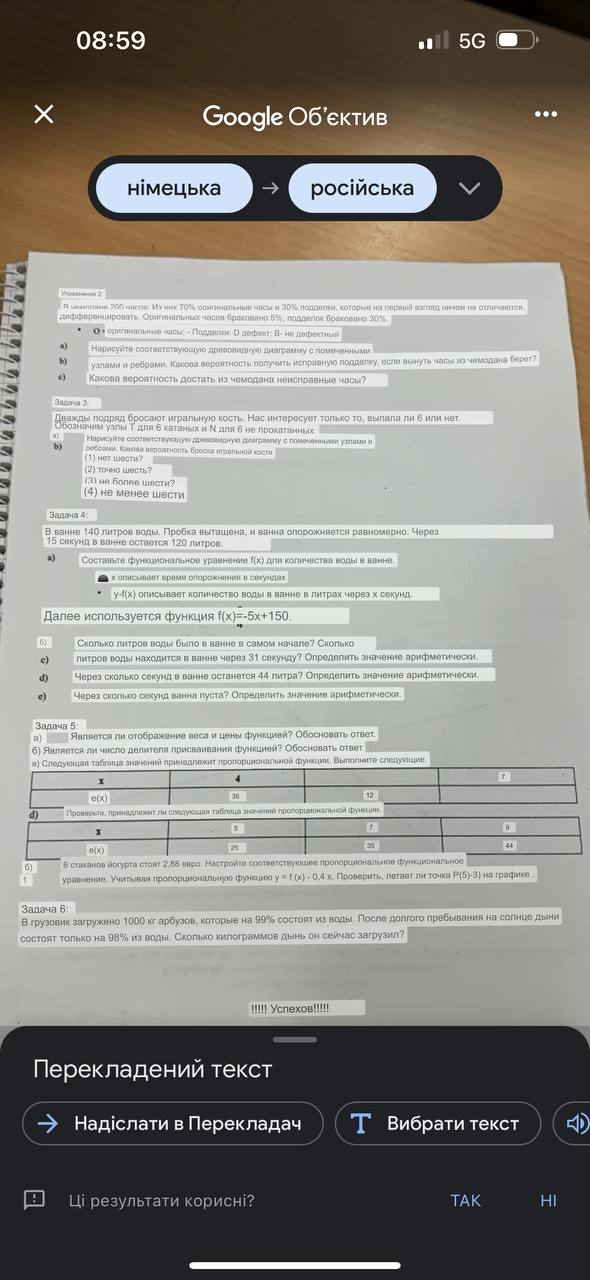 08:59
5G
Google Об'єктив
німецька → російська
Упражнение 2:
В чемодане 200 часов. Из них 70% оригинальные часы и 30% подделки, которые на первый взгляд ничем не отличаются.
дифференцировать. Оригинальных часов браковано 5%, подделок браковано 30%.
• O• оригинальные часы; - Подделки: D дефект; B- не дефектный
a) Нарисуйте соответствующую древовидную диаграмму с помеченными
b) узлами и ребрами. Какова вероятность получить исправную подделку, если вынуть часы из чемодана берет?
c) Какова вероятность достать из чемодана неисправные часы?
Задача 3:
Дважды подряд бросают игральную кость. Нас интересует только то, выпала ли 6 или нет.
Обозначим узлы T для 6 катаных и N для 6 не прокатанных.
a) Нарисуйте соответствующую древовидную диаграмму с помеченными узлами и
b) ребрами. Какова вероятность броска игральной кости
(1) нет шести?
(2) точно шесть?
(3) не более шести?
(4) не менее шести
Задача 4:
В ванне 140 литров воды. Пробка вытащена, и ванна опорожняется равномерно. Через
15 секунд в ванне остается 120 литров.
a) Составьте функциональное уравнение f(x) для количества воды в ванне.
x описывает время опорожнения в секундах
• y-f(x) описывает количество воды в ванне в литрах через x секунд.
Далее используется функция f(x)=-5x+150.
б) Сколько литров воды было в ванне в самом начале? Сколько
c) литров воды находится в ванне через 31 секунду? Определить значение арифметически.
d) Через сколько секунд в ванне останется 44 литра? Определить значение арифметически.
e) Через сколько секунд ванна пуста? Определить значение арифметически.
Задача 5:
a) Является ли отображение веса и цены функцией? Обосновать ответ.
б) Является ли число делителя присваивания функцией? Обосновать ответ
в) Следующая таблица значений принадлежит пропорциональной функции. Выполните следующие.
x 4 7
e(x) 36 12
d) Проверьте, принадлежит ли следующая таблица значений пропорциональной функции.
x 5 7 9
e(x) 25 35 44
б) 6 стаканов йогурта стоят 2,88 евро. Настройте соответствующее пропорциональное функциональное
1 уравнение. Учитывая пропорциональную функцию y = f (x) - 0,4 x. Проверить, летает ли точка P(5)-3) на графике .
Задача 6:
В грузовик загружено 1000 кг арбузов, которые на 99% состоят из воды. После долгого пребывания на солнце дыни
состоят только на 98% из воды. Сколько килограммов дынь он сейчас загрузил?
!!!!! Успехов!!!!!
Перекладений текст
Надіслати в Перекладач
Вибрати текст
Ці результати корисні?
ТАК
НІ